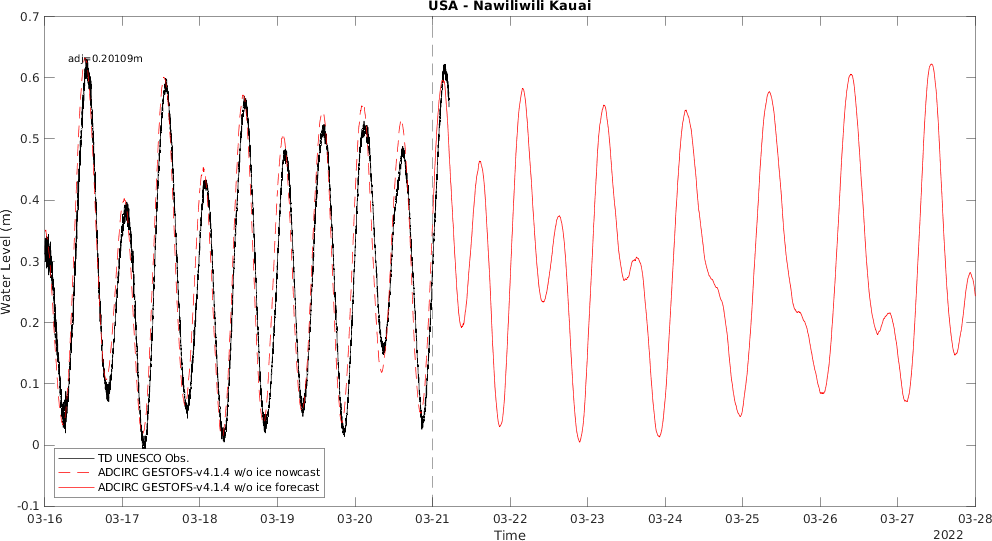 USA - Nawiliwili Kauai
adj=0.20109m
Water Level (m)
0.7
0.6
0.5
0.4
0.3
0.2
0.1
0
-0.1
TD UNESCO Obs.
ADCIRC GESTOFS-v4.1.4 w/o ice nowcast
ADCIRC GESTOFS-v4.1.4 w/o ice forecast
03-16 03-17 03-18 03-19 03-20 03-21 03-22 03-23 03-24 03-25 03-26 03-27 03-28
Time
2022